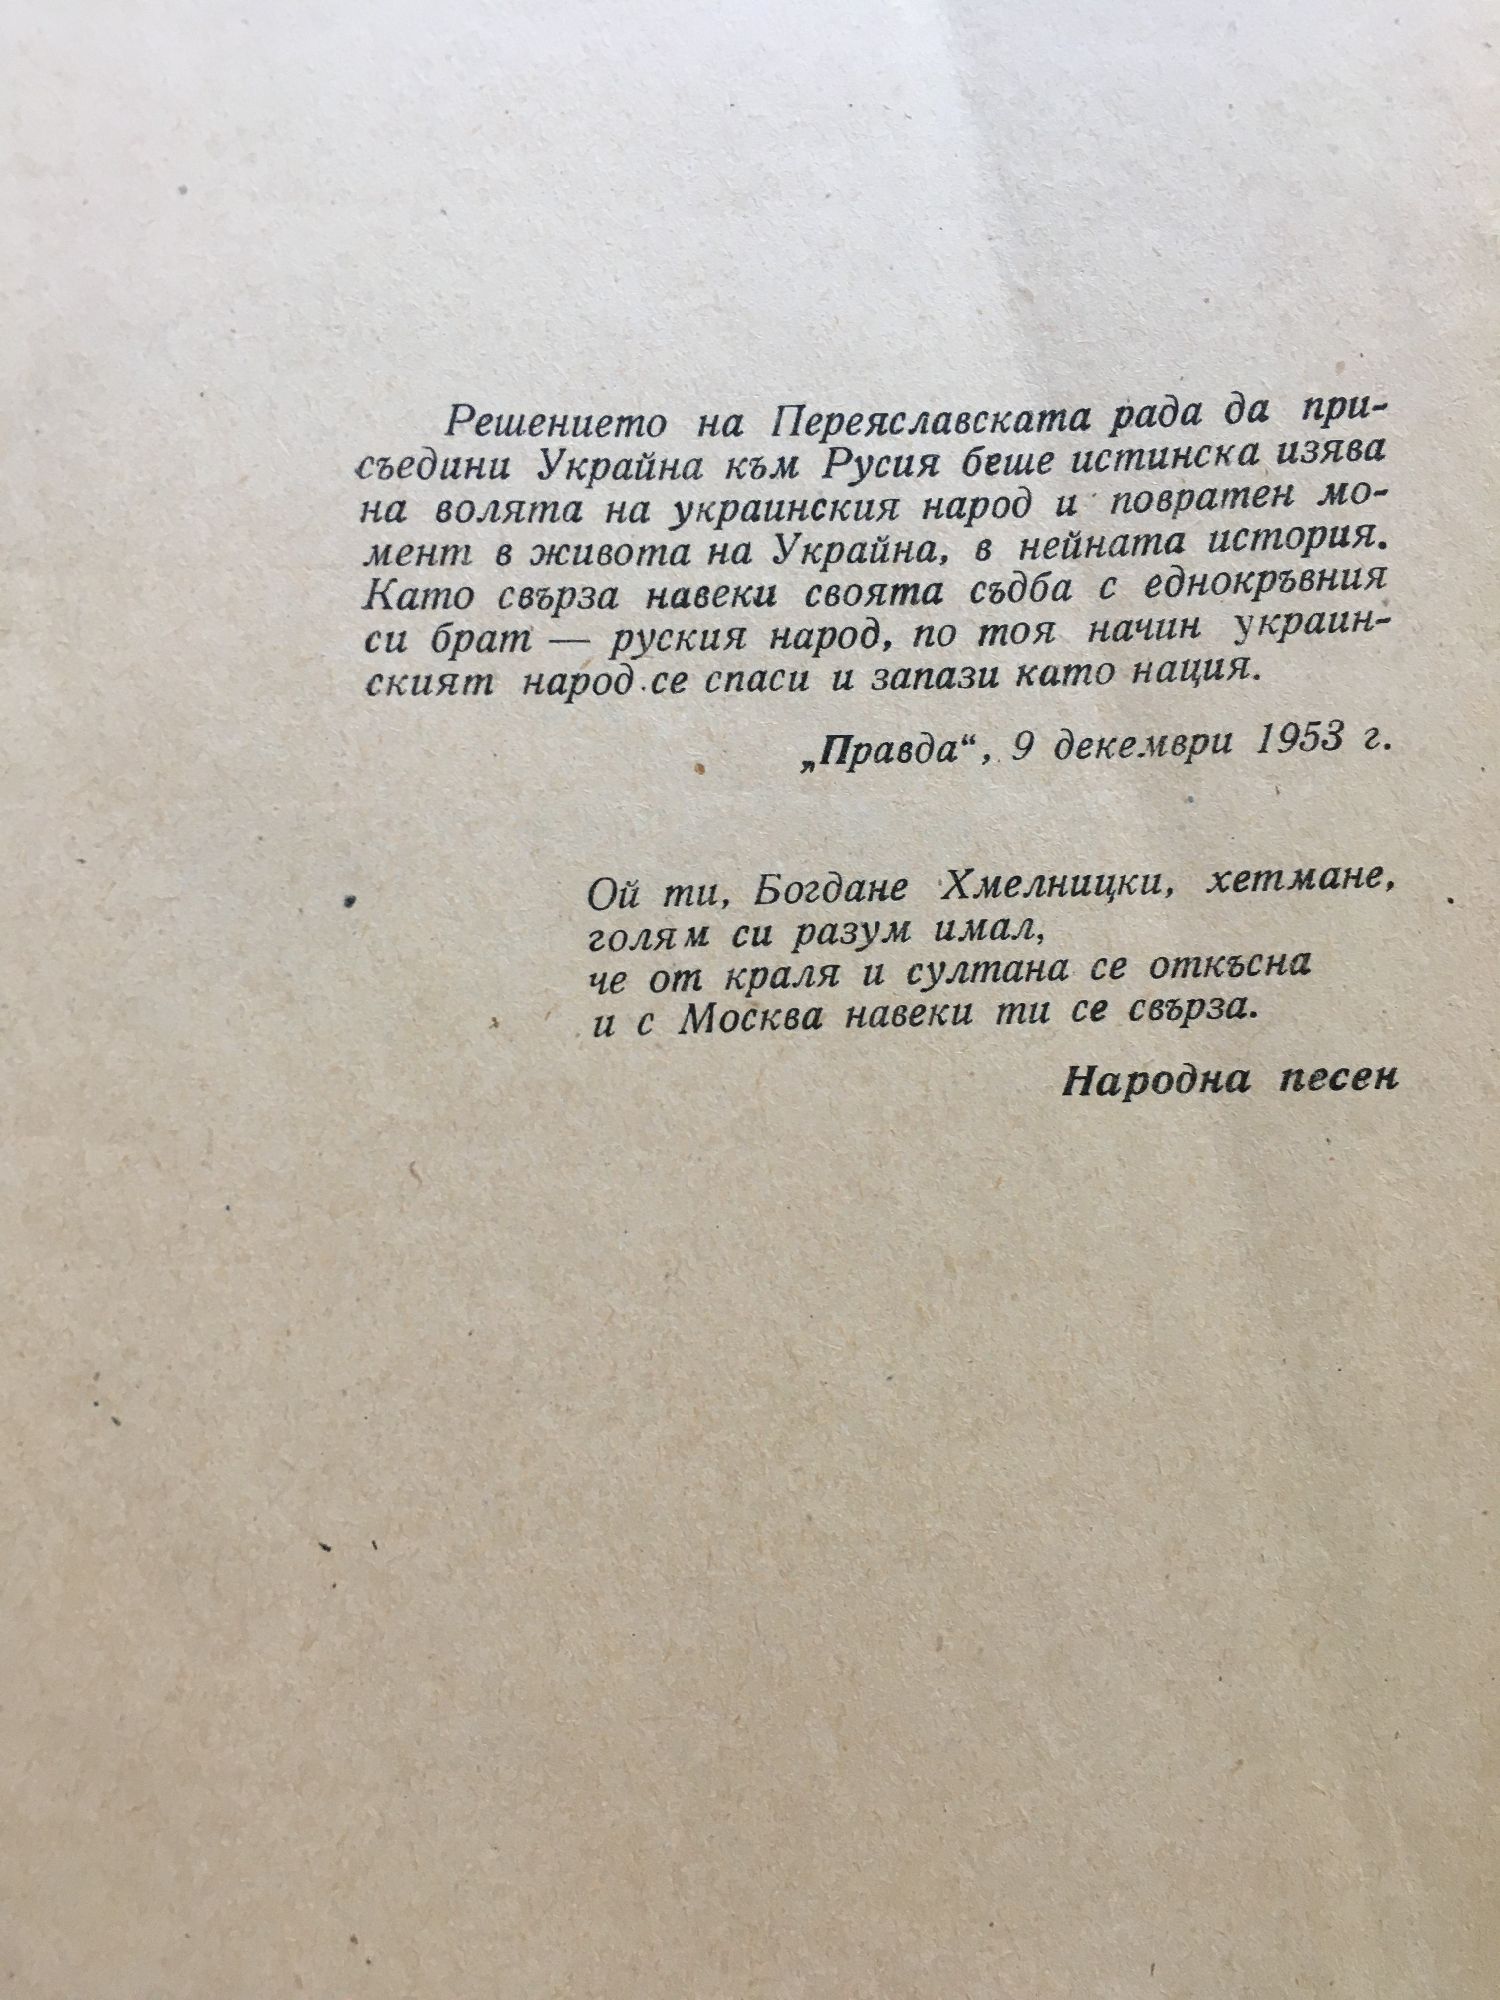 Решението на Переяславската рада да при-
съедини Украйна към Русия беше истинска изява
на волята на украинския народ и повратен мо-
мент в живота на Украйна, в нейната история.
Като свърза навеки своята съдба с еднокръвния
си брат — руския народ, по тоя начин украин-
ският народ се спаси и запази като нация.
„Правда“, 9 декември 1953 г.
Ой ти, Богдане Хмелницки, хетмане,
голям си разум имал,
че от краля и султана се откъсна
и с Москва навеки ти се свърза.
Народна песен